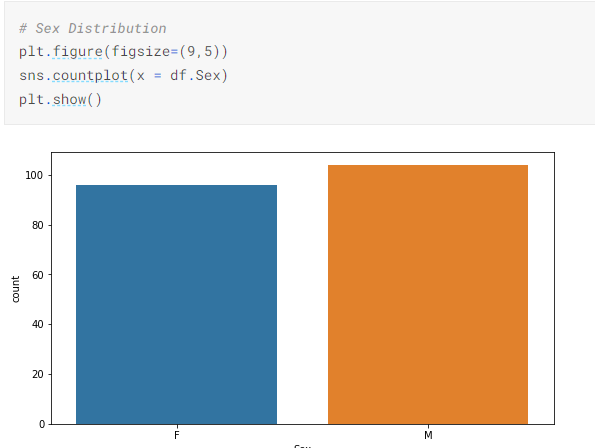 # Sex Distribution
plt.figure(figsize=(9,5))
sns.countplot(x = df.Sex)
plt.show()
100
80
60
40
20
0
count
F M